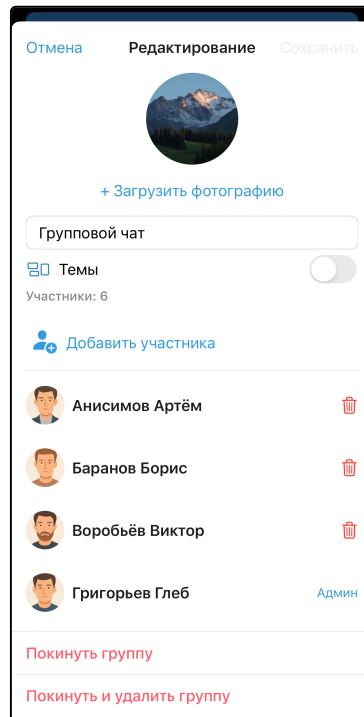 Отмена Редактирование Сохранить
+ Загрузить фотографию
Групповой чат
Темы
Участники: 6
Добавить участника
Анисимов Артём
Баранов Борис
Воробьёв Виктор
Григорьев Глеб Админ
Покинуть группу
Покинуть и удалить группу